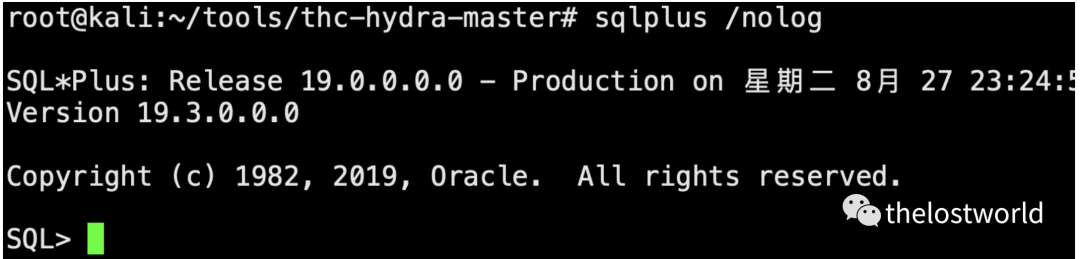 root@kali:~/tools/thc-hydra-master# sqlplus /nolog
SQL*Plus: Release 19.0.0.0.0 - Production on 星期二 8月 27 23:24:5
Version 19.3.0.0.0
Copyright (c) 1982, 2019, Oracle.  All rights reserved.
thelostworld
SQL>